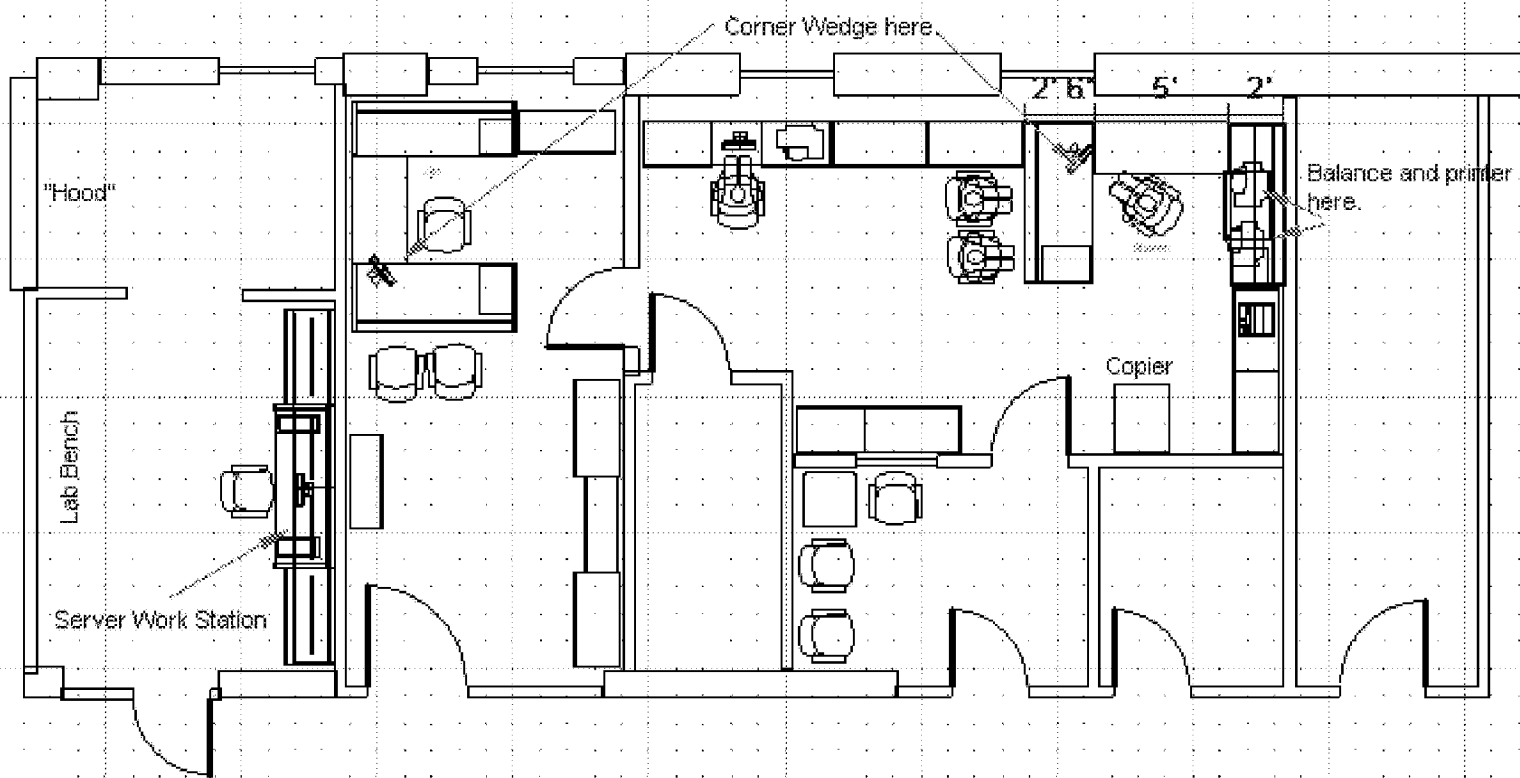 Corner Wedge here.
2' 6"
5'
2'
"Hood"
Balance and printer
here.
Copier
Lab Bench
Server Work Station